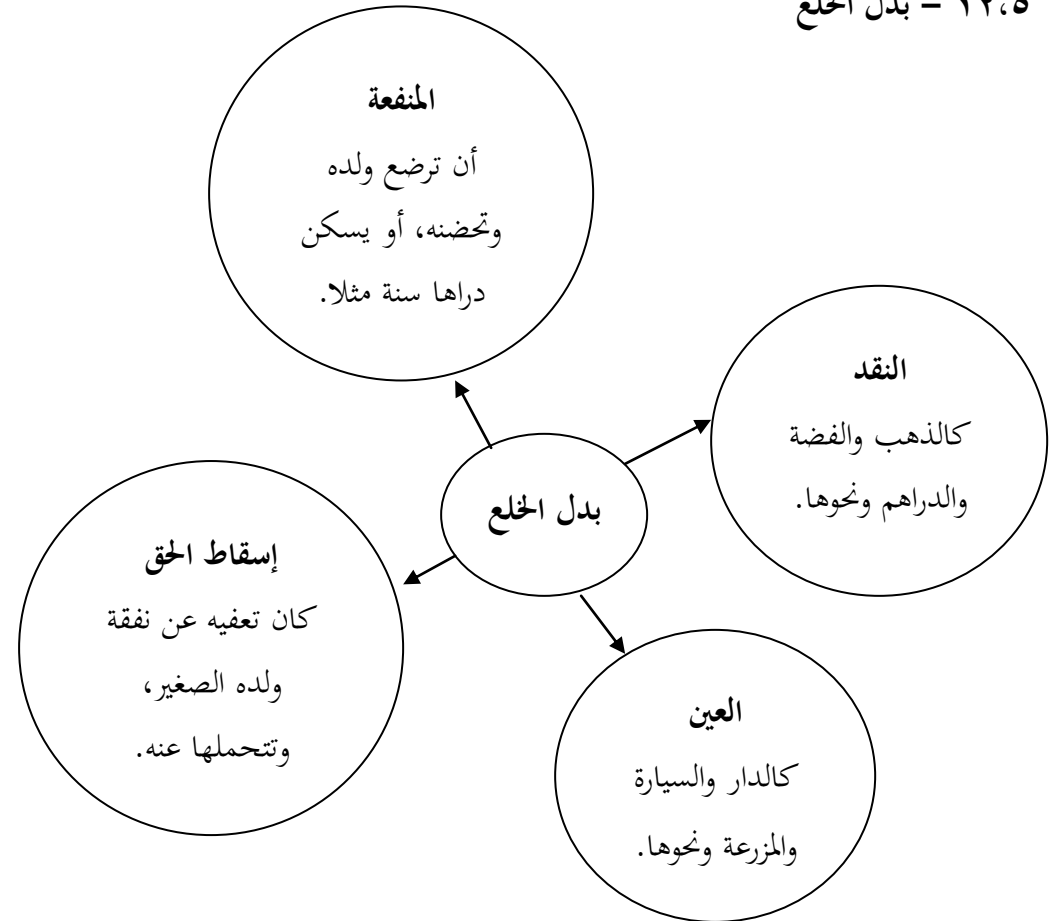 ٢٢،٥ – بدل الخلع
المنفعة
أن ترضع ولده
وتحضنه، أو يسكن
دراها سنة مثلا.
النقد
كالذهب والفضة
والدراهم ونحوها.
بدل الخلع
إسقاط الحق
كان تعفيه عن نفقة
ولده الصغير،
وتتحملها عنه.
العين
كالدار والسيارة
والمزرعة ونحوها.